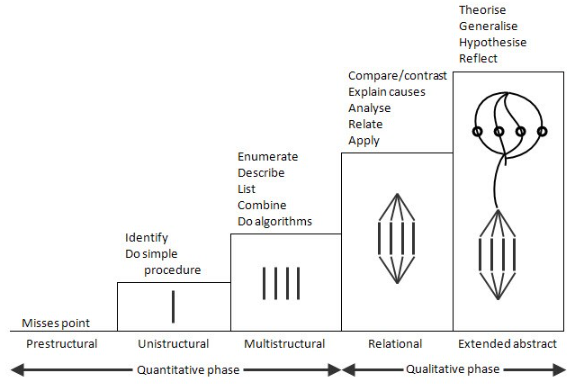 Theorise
Generalise
Hypothesise
Reflect
Compare/contrast
Explain causes
Analyse
Relate
Apply
Enumerate
Describe
List
Combine
Do algorithms
Identify
Do simple
procedure
Misses point
Prestructural
Unistructural
Multistructural
Relational
Extended abstract
Quantitative phase
Qualitative phase